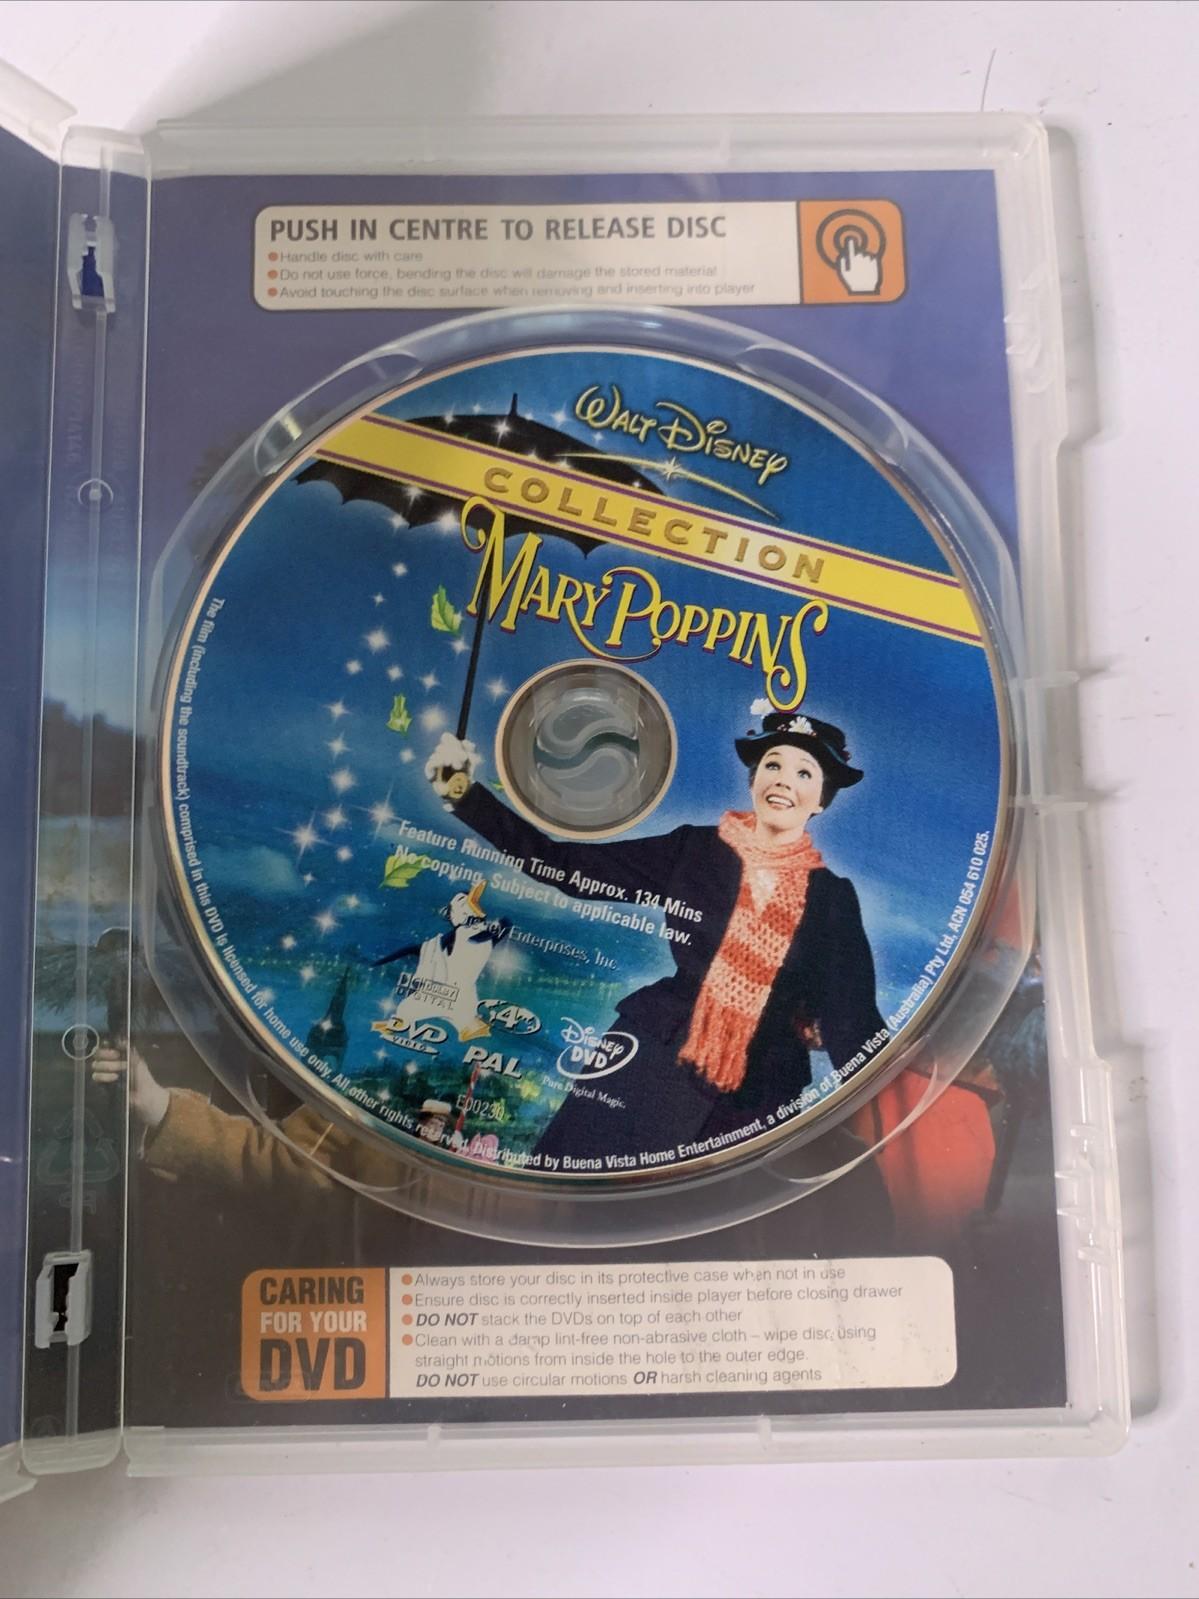 PUSH IN CENTRE TO RELEASE DISC
Handle disc with care
Do not use force, bending the disc will damage the stored material
Avoid touching the disc surface when removing and inserting into player
WALT DISNEY
COLLECTION
MARY POPPINS
Feature Running Time Approx. 134 Mins
No copying. Subject to applicable law.
Enterprises, Inc.
DOLBY
DIGITAL
DVD
VIDEO
4
PAL
DISNEY
DVD
Pure Digital Magic.
E00230
The film (including the soundtrack) comprised in this DVD is licensed for home use only. All other rights reserved. Distributed by Buena Vista Home Entertainment, a division of Buena Vista (Australia) Pty Ltd, ACN 054 610 025.
CARING
FOR YOUR
DVD
Always store your disc in its protective case when not in use
Ensure disc is correctly inserted inside player before closing drawer
DO NOT stack the DVDs on top of each other
Clean with a damp lint-free non-abrasive cloth – wipe disc using
straight motions from inside the hole to the outer edge.
DO NOT use circular motions OR harsh cleaning agents